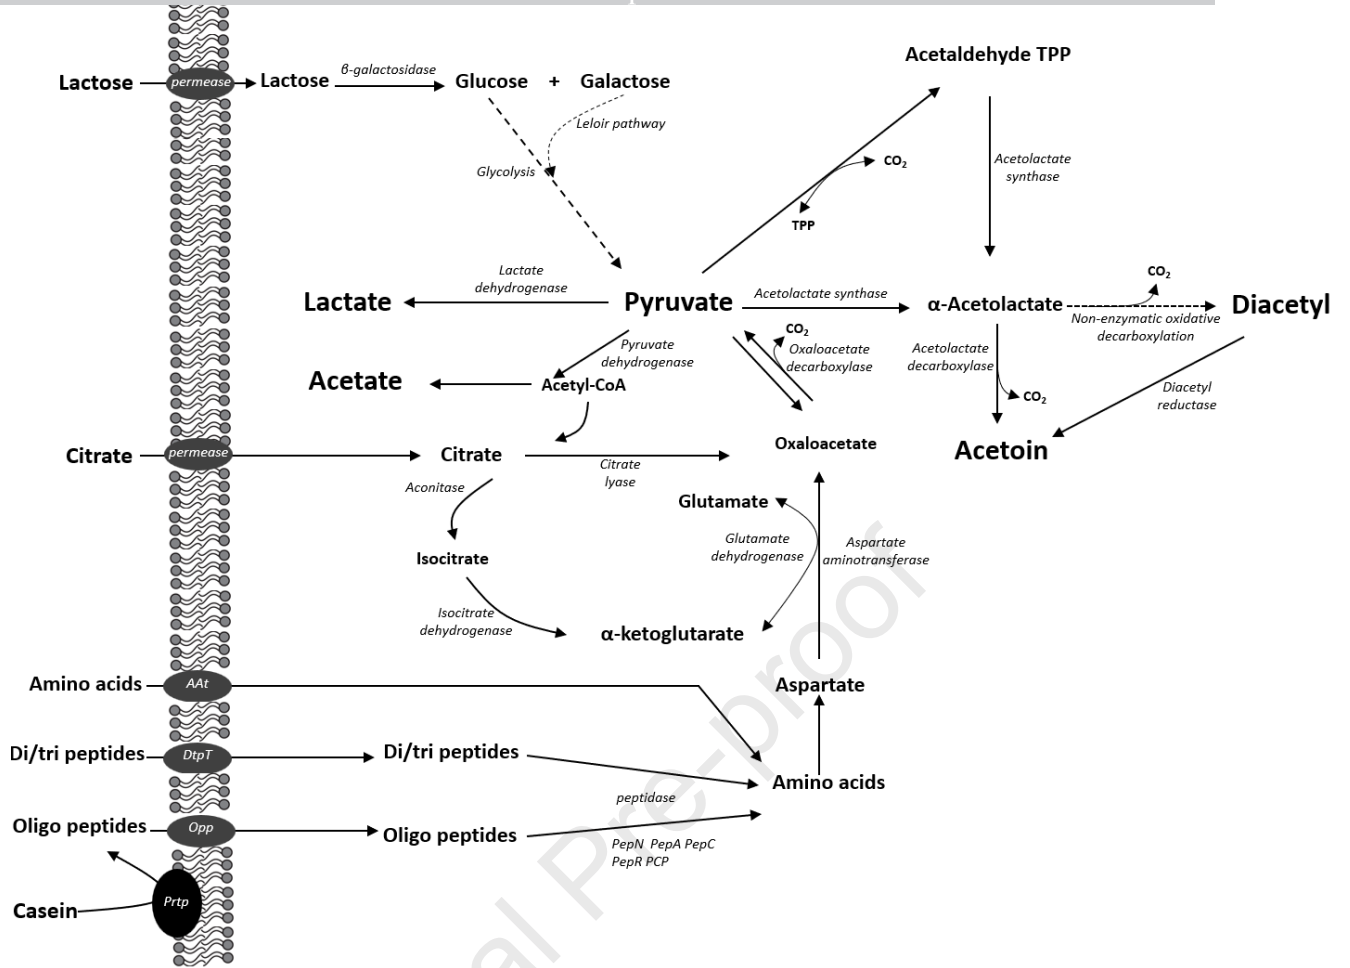 Acetaldehyde TPP
Lactose
permease
Lactose
β-galactosidase
Glucose + Galactose
Leloir pathway
Glycolysis
CO2
TPP
Acetolactate
synthase
Lactate
Lactate
dehydrogenase
Pyruvate
Acetolactate synthase
α-Acetolactate
CO2
Non-enzymatic oxidative
decarboxylation
Diacetyl
Pyruvate
dehydrogenase
CO2
Oxaloacetate
decarboxylase
Acetolactate
decarboxylase
CO2
Diacetyl
reductase
Acetate
Acetyl-CoA
Citrate
permease
Citrate
Citrate
lyase
Oxaloacetate
Acetoin
Aconitase
Glutamate
Isocitrate
Glutamate
dehydrogenase
Aspartate
aminotransferase
Isocitrate
dehydrogenase
α-ketoglutarate
Amino acids
AAt
Aspartate
Di/tri peptides
DtpT
Di/tri peptides
Amino acids
peptidase
Oligo peptides
Opp
Oligo peptides
PepN PepA PepC
PepR PCP
Casein
Prtp
al Pre-proof